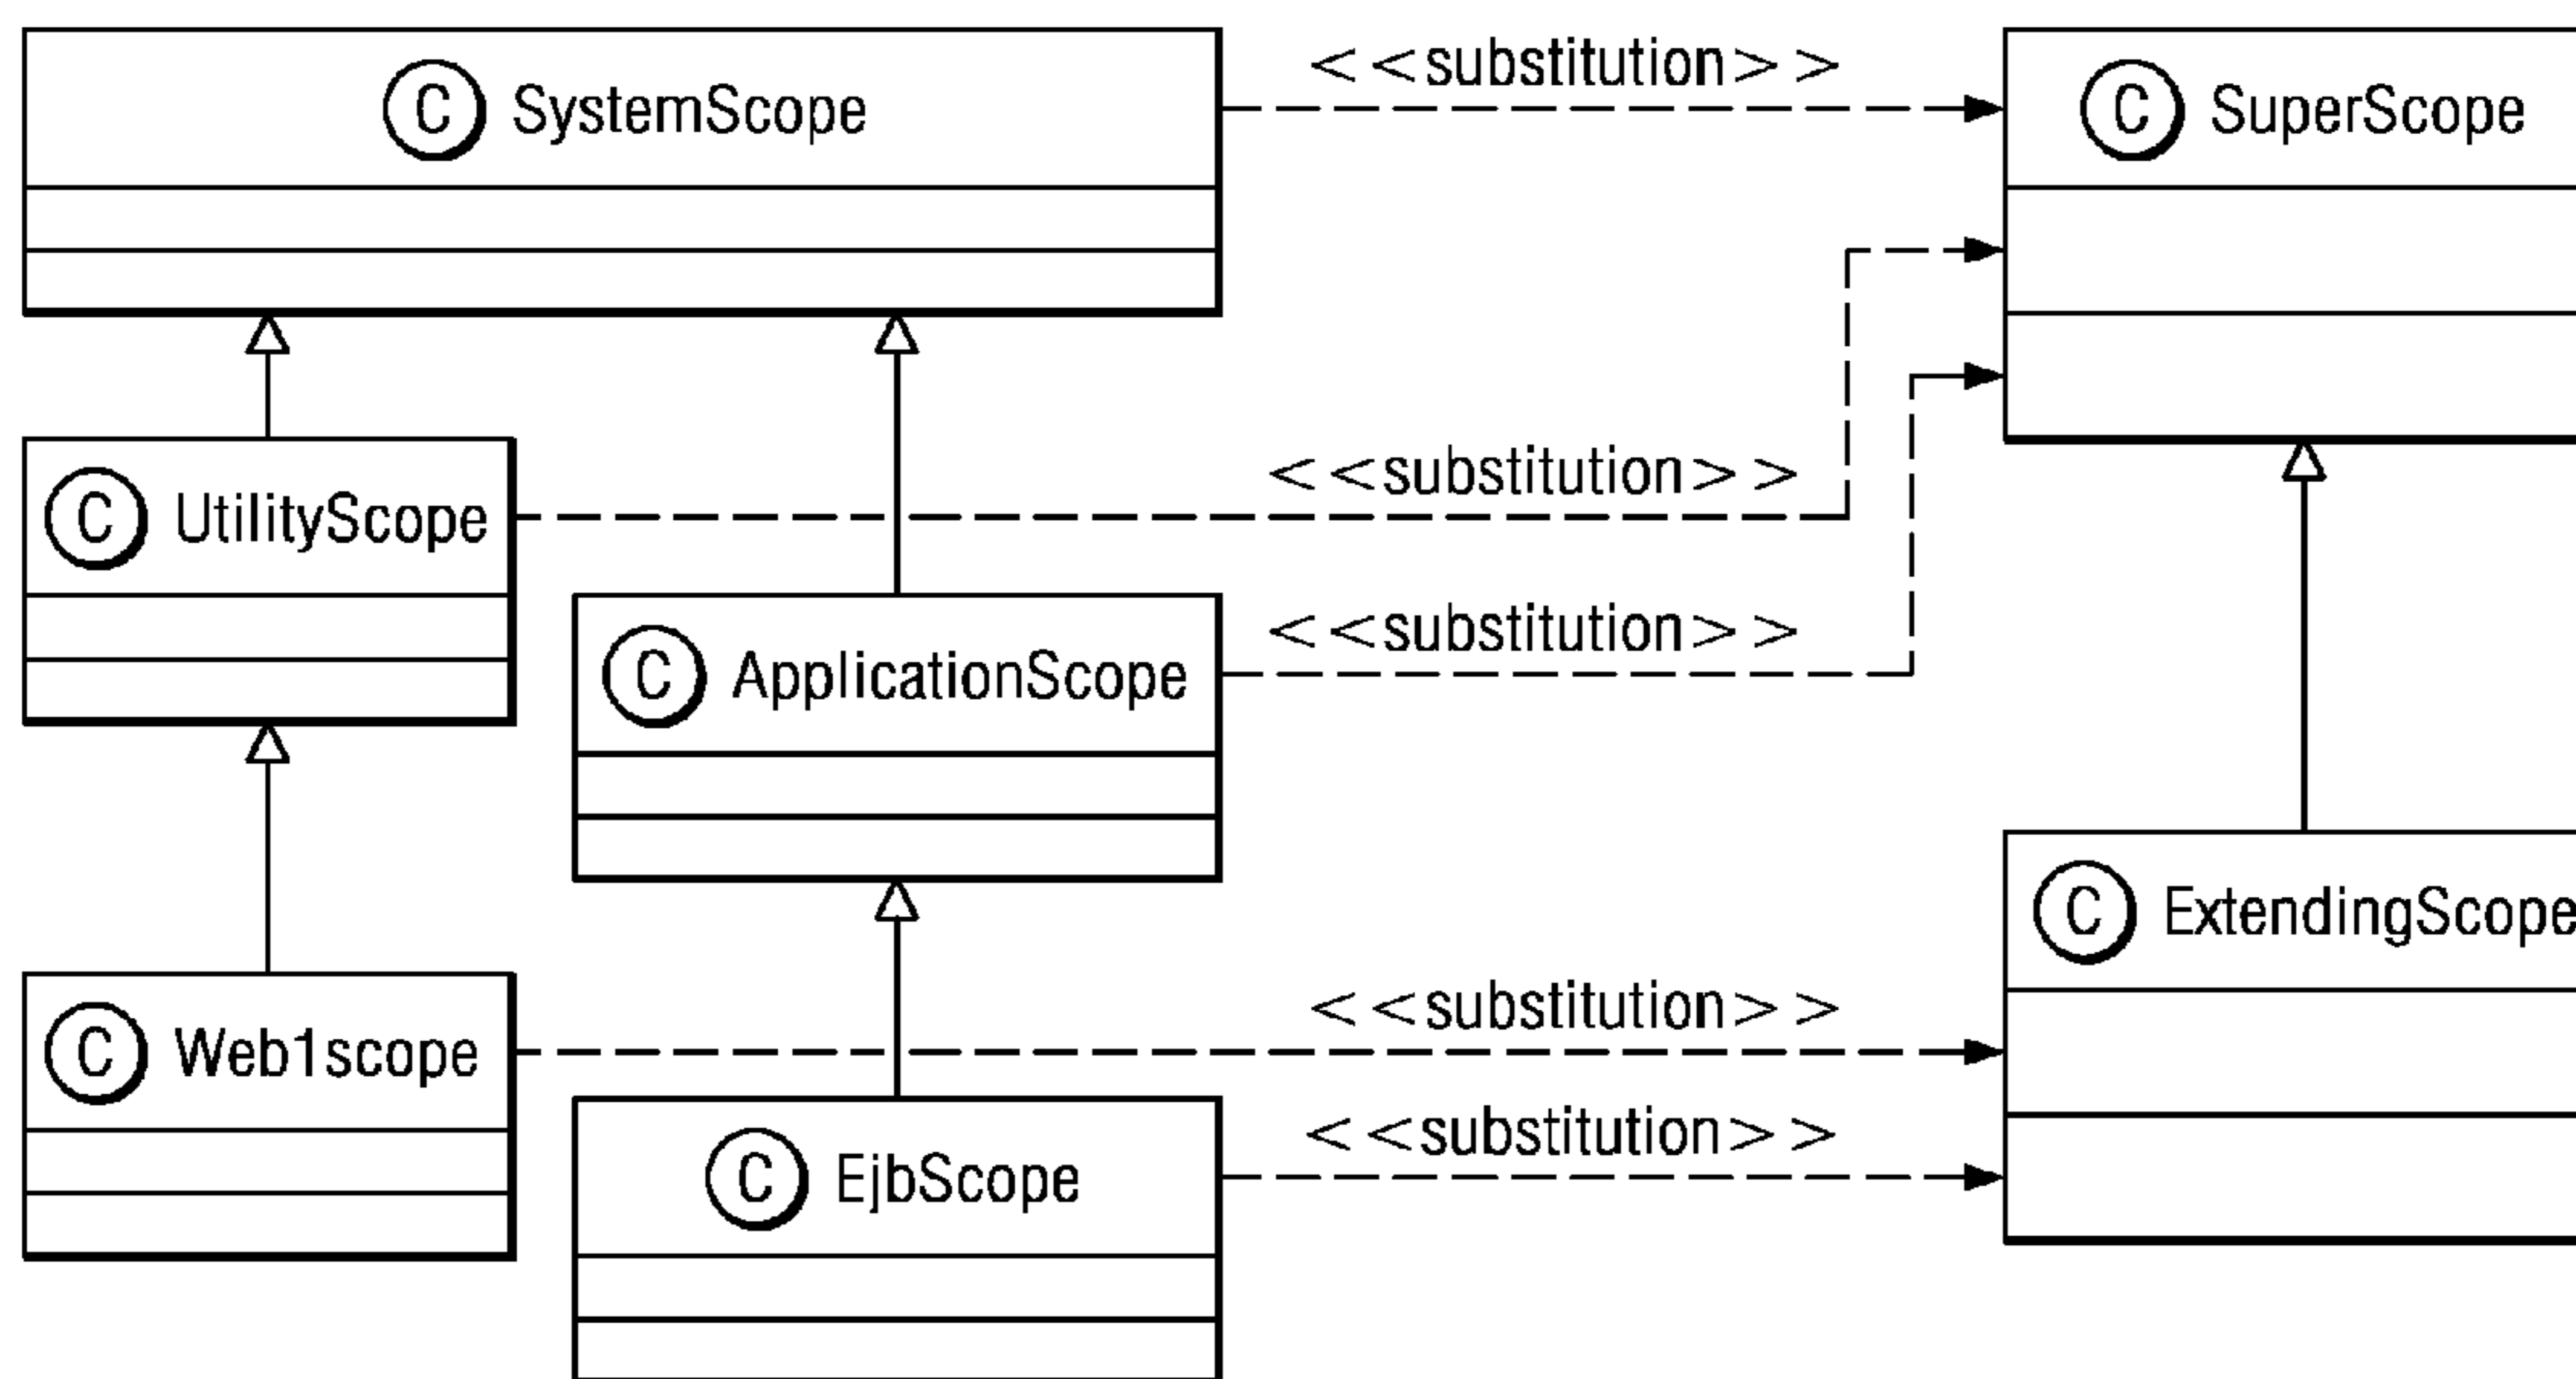 C SystemScope
<<substitution>>
C SuperScope
<<substitution>>
C UtilityScope
<<substitution>>
C ApplicationScope
C ExtendingScope
<<substitution>>
C Web1scope
<<substitution>>
C EjbScope